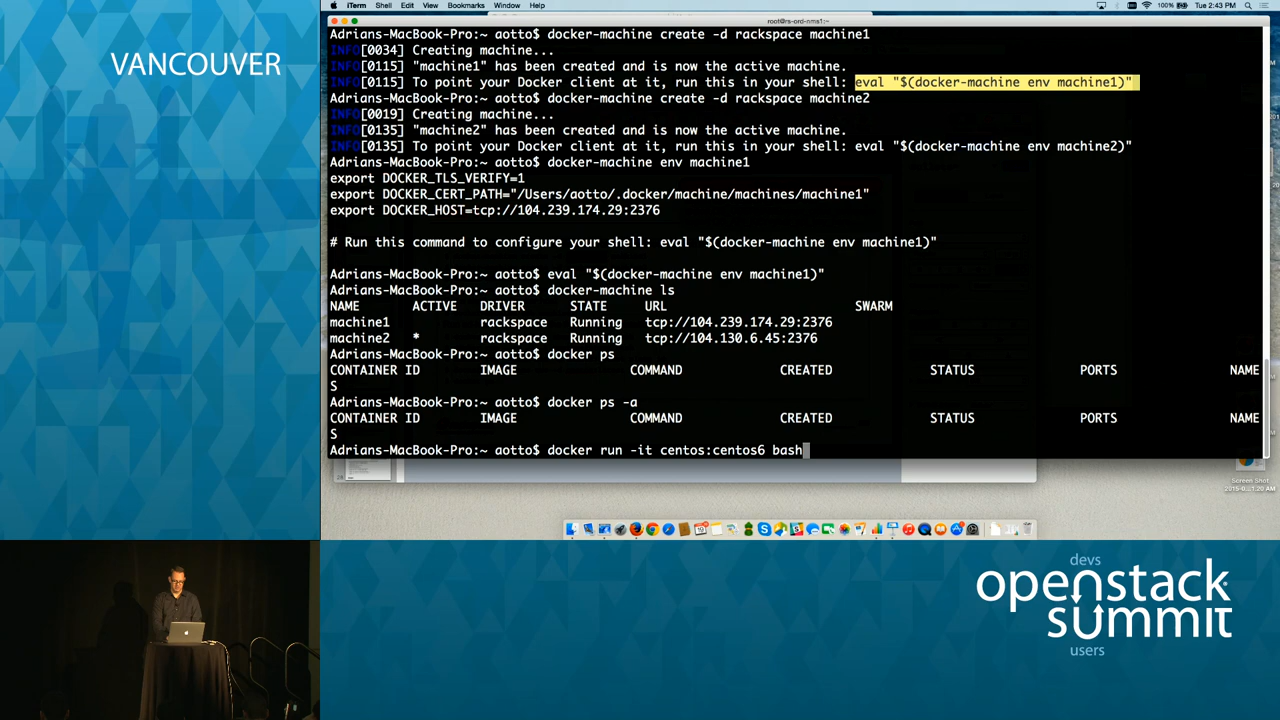 VANCOUVER
iTerm Shell Edit View Bookmarks Window Help
100% Tue 2:43 PM
root@rs-ord-nms1:~
Adrians-MacBook-Pro:~ aotto$ docker-machine create -d rackspace machine1
INFO[0034] Creating machine...
INFO[0115] "machine1" has been created and is now the active machine.
INFO[0115] To point your Docker client at it, run this in your shell: eval "$(docker-machine env machine1)"
Adrians-MacBook-Pro:~ aotto$ docker-machine create -d rackspace machine2
INFO[0019] Creating machine...
INFO[0135] "machine2" has been created and is now the active machine.
INFO[0135] To point your Docker client at it, run this in your shell: eval "$(docker-machine env machine2)"
Adrians-MacBook-Pro:~ aotto$ docker-machine env machine1
export DOCKER_TLS_VERIFY=1
export DOCKER_CERT_PATH="/Users/aotto/.docker/machine/machines/machine1"
export DOCKER_HOST=tcp://104.239.174.29:2376
# Run this command to configure your shell: eval "$(docker-machine env machine1)"
Adrians-MacBook-Pro:~ aotto$ eval "$(docker-machine env machine1)"
Adrians-MacBook-Pro:~ aotto$ docker-machine ls
NAME ACTIVE DRIVER STATE URL SWARM
machine1 rackspace Running tcp://104.239.174.29:2376
machine2 * rackspace Running tcp://104.130.6.45:2376
Adrians-MacBook-Pro:~ aotto$ docker ps
CONTAINER ID IMAGE COMMAND CREATED STATUS PORTS NAME
S
Adrians-MacBook-Pro:~ aotto$ docker ps -a
CONTAINER ID IMAGE COMMAND CREATED STATUS PORTS NAME
S
Adrians-MacBook-Pro:~ aotto$ docker run -it centos:centos6 bash
Screen Shot
devs
openstack
summit
users